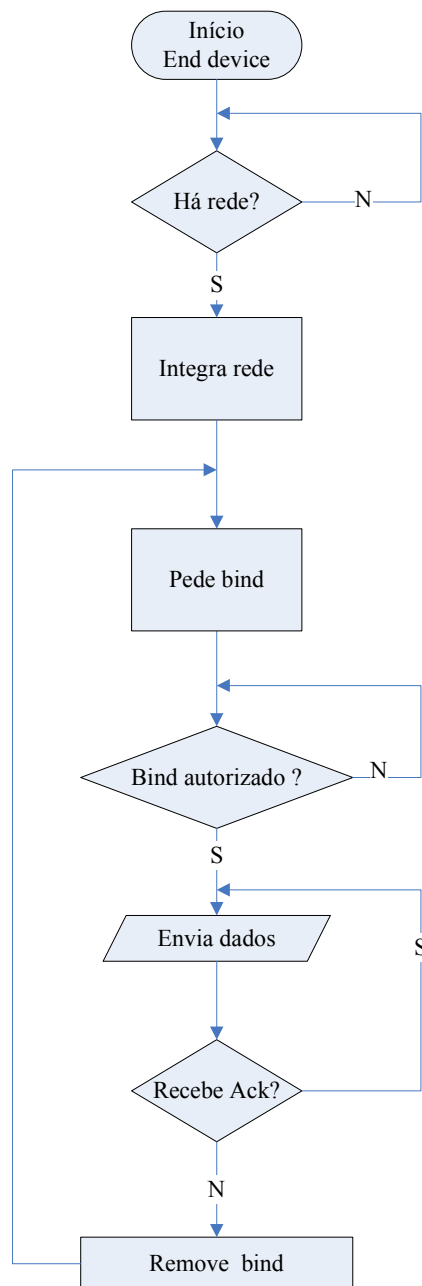 Início
End device
Há rede?
N
S
Integra rede
Pede bind
Bind autorizado ?
N
S
Envia dados
S
Recebe Ack?
N
Remove bind